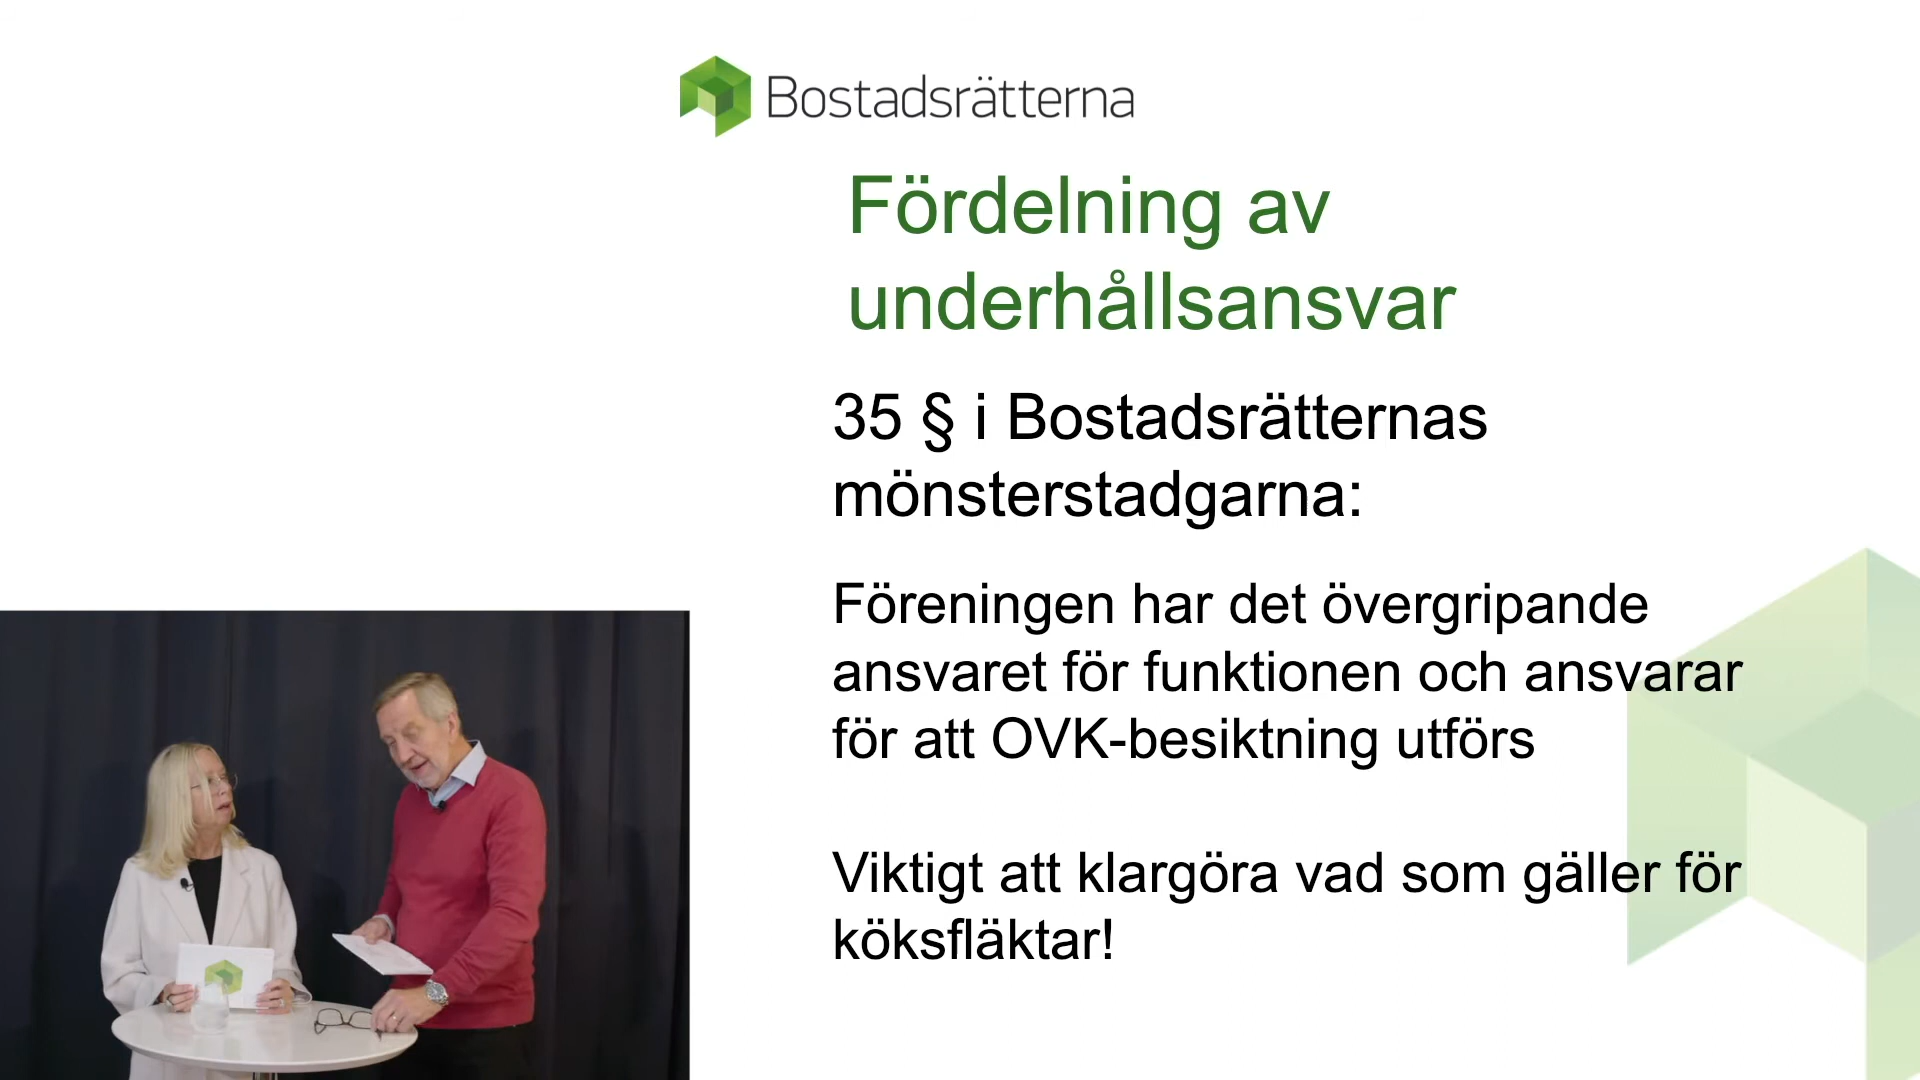 Bostadsrätterna
Fördelning av
underhållsansvar
35 § i Bostadsrätternas
mönsterstadgarna:
Föreningen har det övergripande
ansvaret för funktionen och ansvarar
för att OVK-besiktning utförs
Viktigt att klargöra vad som gäller för
köksfläktar!